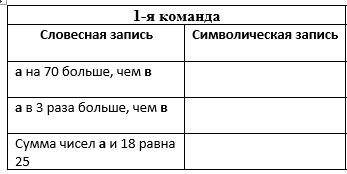 1-я команда
Словесная запись Символическая запись
а на 70 больше, чем в
а в 3 раза больше, чем в
Сумма чисел а и 18 равна
25